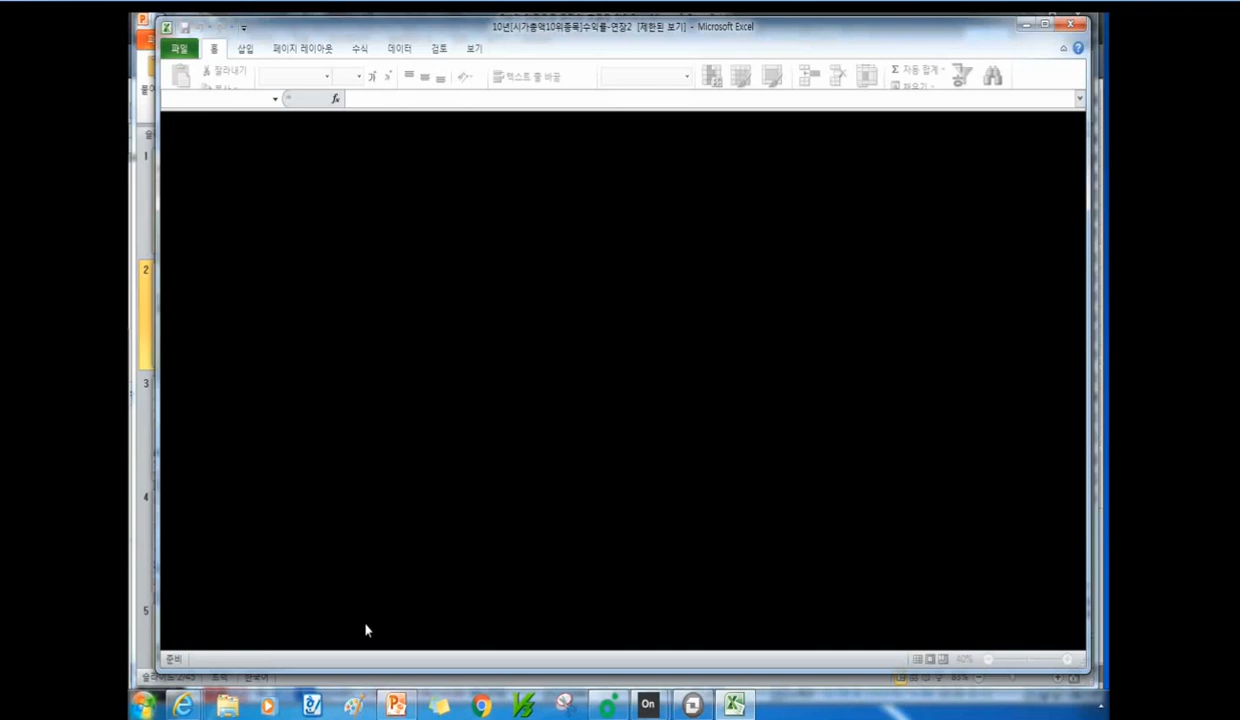 10년[시가총액10위종목]수익률-연장2 [제한된 보기] - Microsoft Excel
파일 홈 삽입 페이지 레이아웃 수식 데이터 검토 보기
잘라내기 텍스트 줄 바꿈 Σ 자동 합계
fx
1
2
3
4
5
준비 40%
On